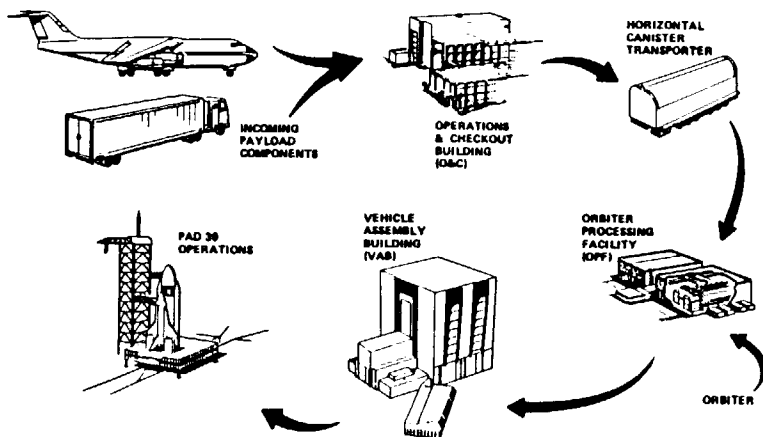 INCOMING
PAYLOAD
COMPONENTS
OPERATIONS
& CHECKOUT
BUILDING
(O&C)
HORIZONTAL
CANISTER
TRANSPORTER
ORBITER
PROCESSING
FACILITY
(OPF)
ORBITER
VEHICLE
ASSEMBLY
BUILDING
(VAB)
PAD 39
OPERATIONS